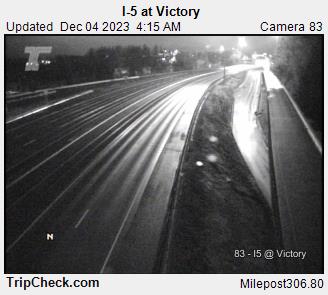 I-5 at Victory
Updated Dec 04 2023 4:15 AM Camera 83
T
N
83 - I5 @ Victory
TripCheck.com Milepost306.80